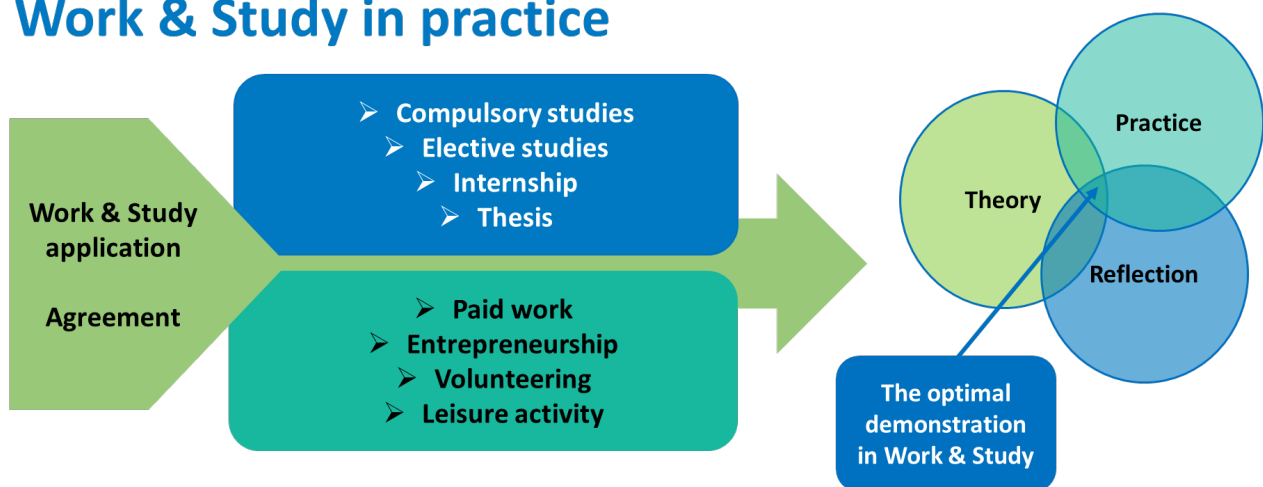 Work & Study in practice
Work & Study
application
Agreement
➢ Compulsory studies
➢ Elective studies
➢ Internship
➢ Thesis
➢ Paid work
➢ Entrepreneurship
➢ Volunteering
➢ Leisure activity
Theory
Practice
Reflection
The optimal
demonstration
in Work & Study